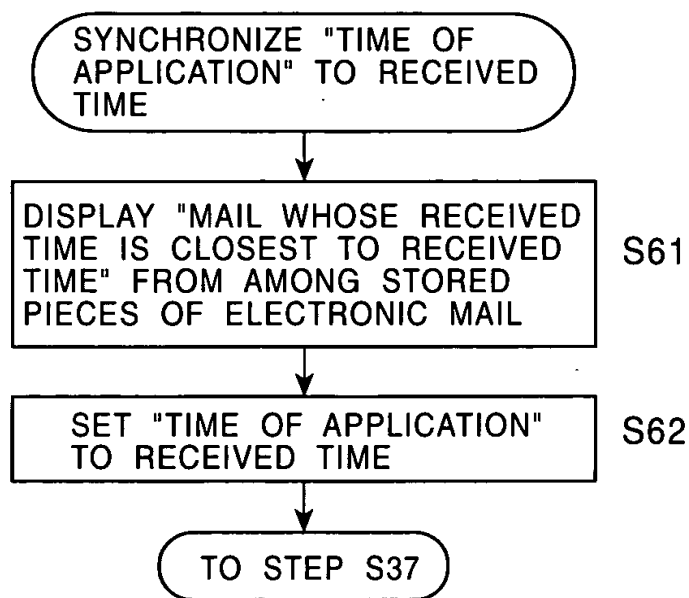 SYNCHRONIZE "TIME OF
APPLICATION" TO RECEIVED
TIME
DISPLAY "MAIL WHOSE RECEIVED
TIME IS CLOSEST TO RECEIVED
TIME" FROM AMONG STORED
PIECES OF ELECTRONIC MAIL
S61
SET "TIME OF APPLICATION"
TO RECEIVED TIME
S62
TO STEP S37